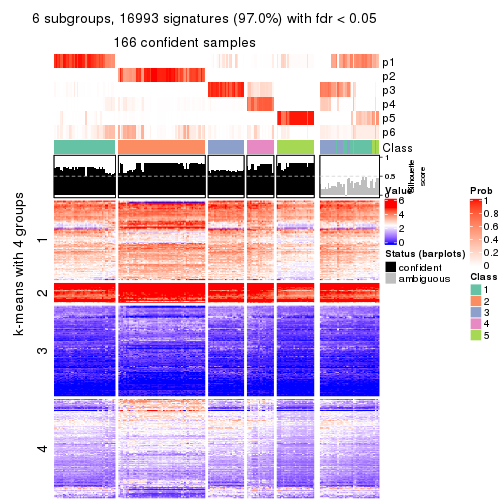 6 subgroups, 16993 signatures (97.0%) with fdr < 0.05
166 confident samples
p1
p2
p3
p4
p5
p6
Class
1
0.5
0
Silhouette
score
k-means with 4 groups
1
2
3
4
Value
6
4
2
0
Status (barplots)
confident
ambiguous
Prob
1
0.8
0.6
0.4
0.2
0
Class
1
2
3
4
5